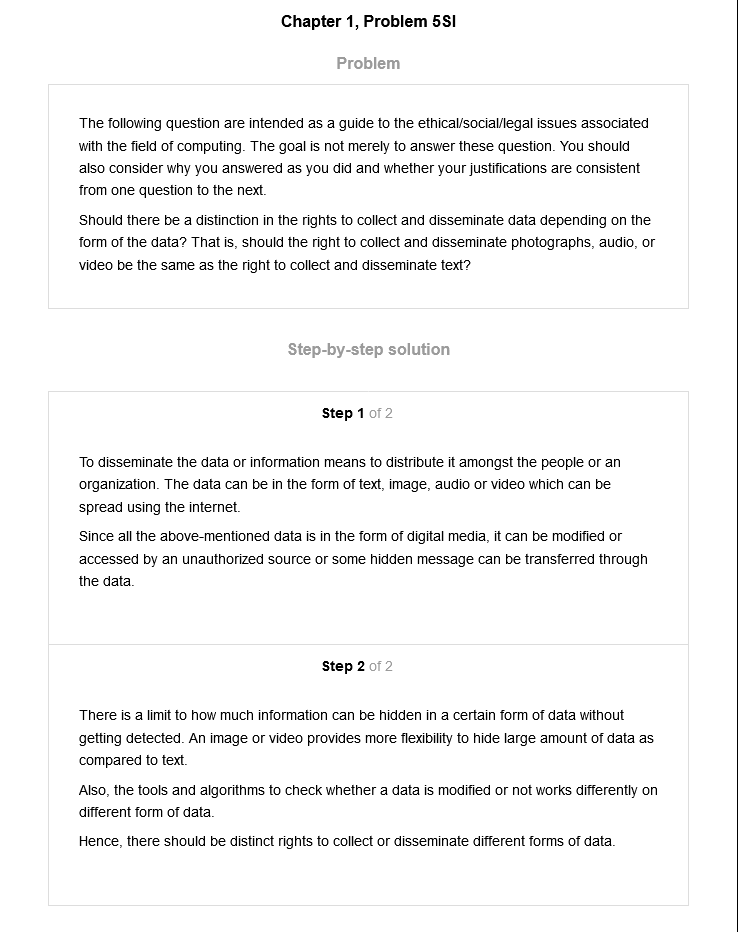 Chapter 1, Problem 5SI
Problem
The following question are intended as a guide to the ethical/social/legal issues associated
with the field of computing. The goal is not merely to answer these question. You should
also consider why you answered as you did and whether your justifications are consistent
from one question to the next.
Should there be a distinction in the rights to collect and disseminate data depending on the
form of the data? That is, should the right to collect and disseminate photographs, audio, or
video be the same as the right to collect and disseminate text?
Step-by-step solution
Step 1 of 2
To disseminate the data or information means to distribute it amongst the people or an
organization. The data can be in the form of text, image, audio or video which can be
spread using the internet.
Since all the above-mentioned data is in the form of digital media, it can be modified or
accessed by an unauthorized source or some hidden message can be transferred through
the data.
Step 2 of 2
There is a limit to how much information can be hidden in a certain form of data without
getting detected. An image or video provides more flexibility to hide large amount of data as
compared to text.
Also, the tools and algorithms to check whether a data is modified or not works differently on
different form of data.
Hence, there should be distinct rights to collect or disseminate different forms of data.